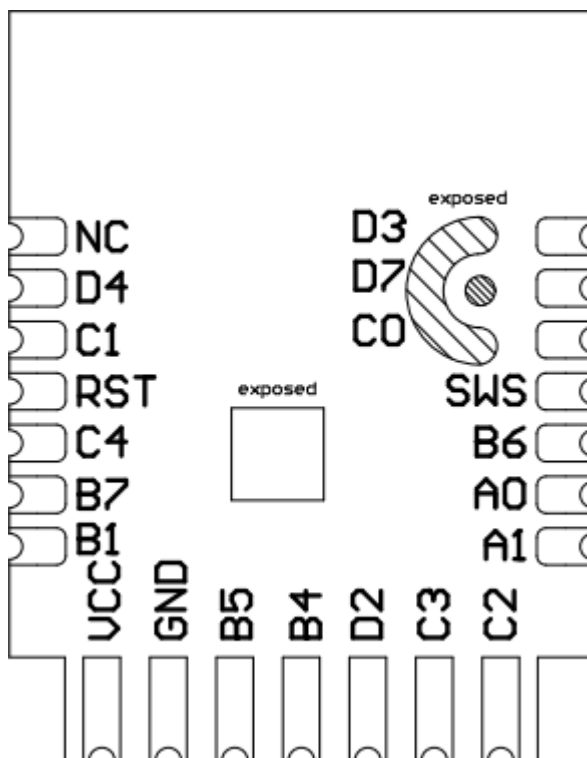 exposed
D3
NC
D7
D4
C0
C1
RST
exposed
SWS
C4
B6
B7
A0
B1
A1
VCC
GND
B5
B4
D2
C3
C2